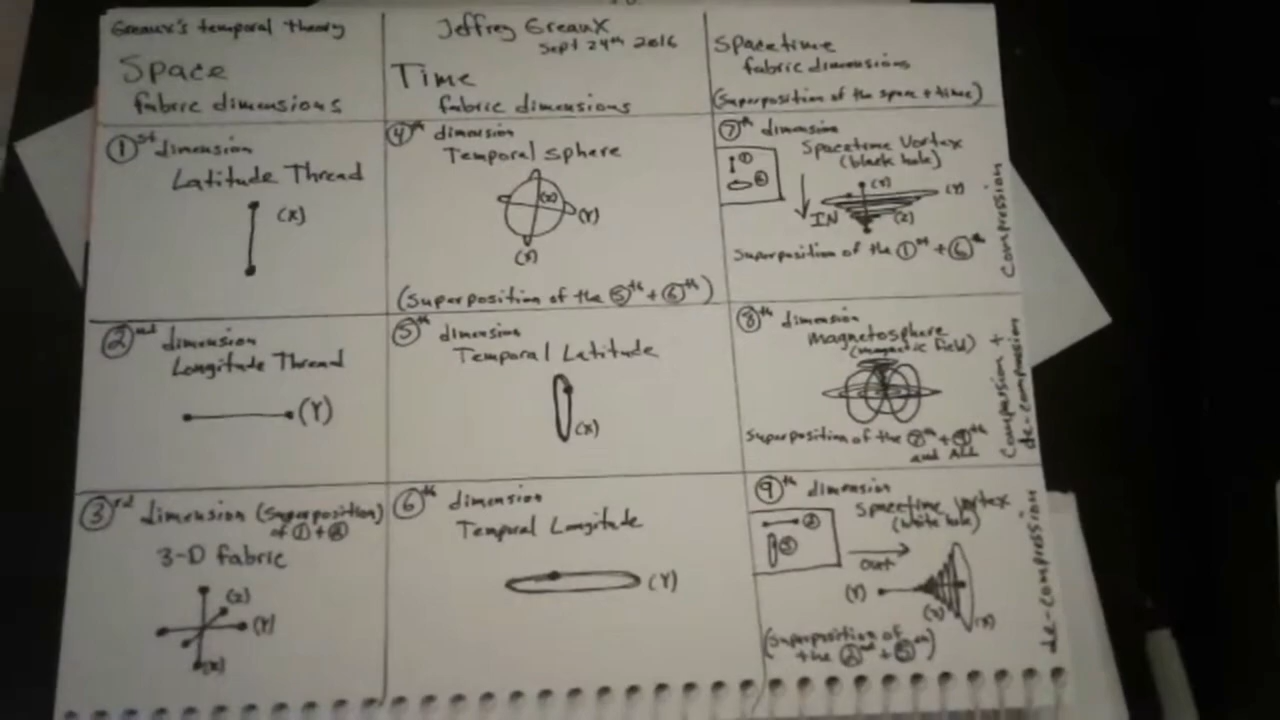 Greaux's temporal theory
Space
fabric dimensions
①st dimension
Latitude Thread
(X)
②nd dimension
Longitude Thread
(Y)
③rd dimension (Superposition)
of ① + ②
3-D fabric
(Z)
(Y)
(X)
Jeffrey Greaux
Sept 24th 2016
Time
fabric dimensions
④th dimension
Temporal sphere
(X)
(Y)
(X)
(Superposition of the ⑤th + ⑥th)
⑤th dimension
Temporal Latitude
(X)
⑥th dimension
Temporal Longitude
(Y)
Spacetime
fabric dimensions
(Superposition of the space + time)
⑦th dimension
Spacetime Vortex
(black hole)
①
⑥
IN
(X)
(Y)
(Z)
Superposition of the ①st + ⑥th
Compression
⑧th dimension
Magnetosphere
(magnetic field)
Superposition of the ⑦th + ⑨th
and ALL
Compression +
de-compression
⑨th dimension
Spacetime Vortex
(white hole)
②
⑤
OUT
(Y)
(Z)
(X)
(Superposition of
the ②nd + ⑤th)
de-compression